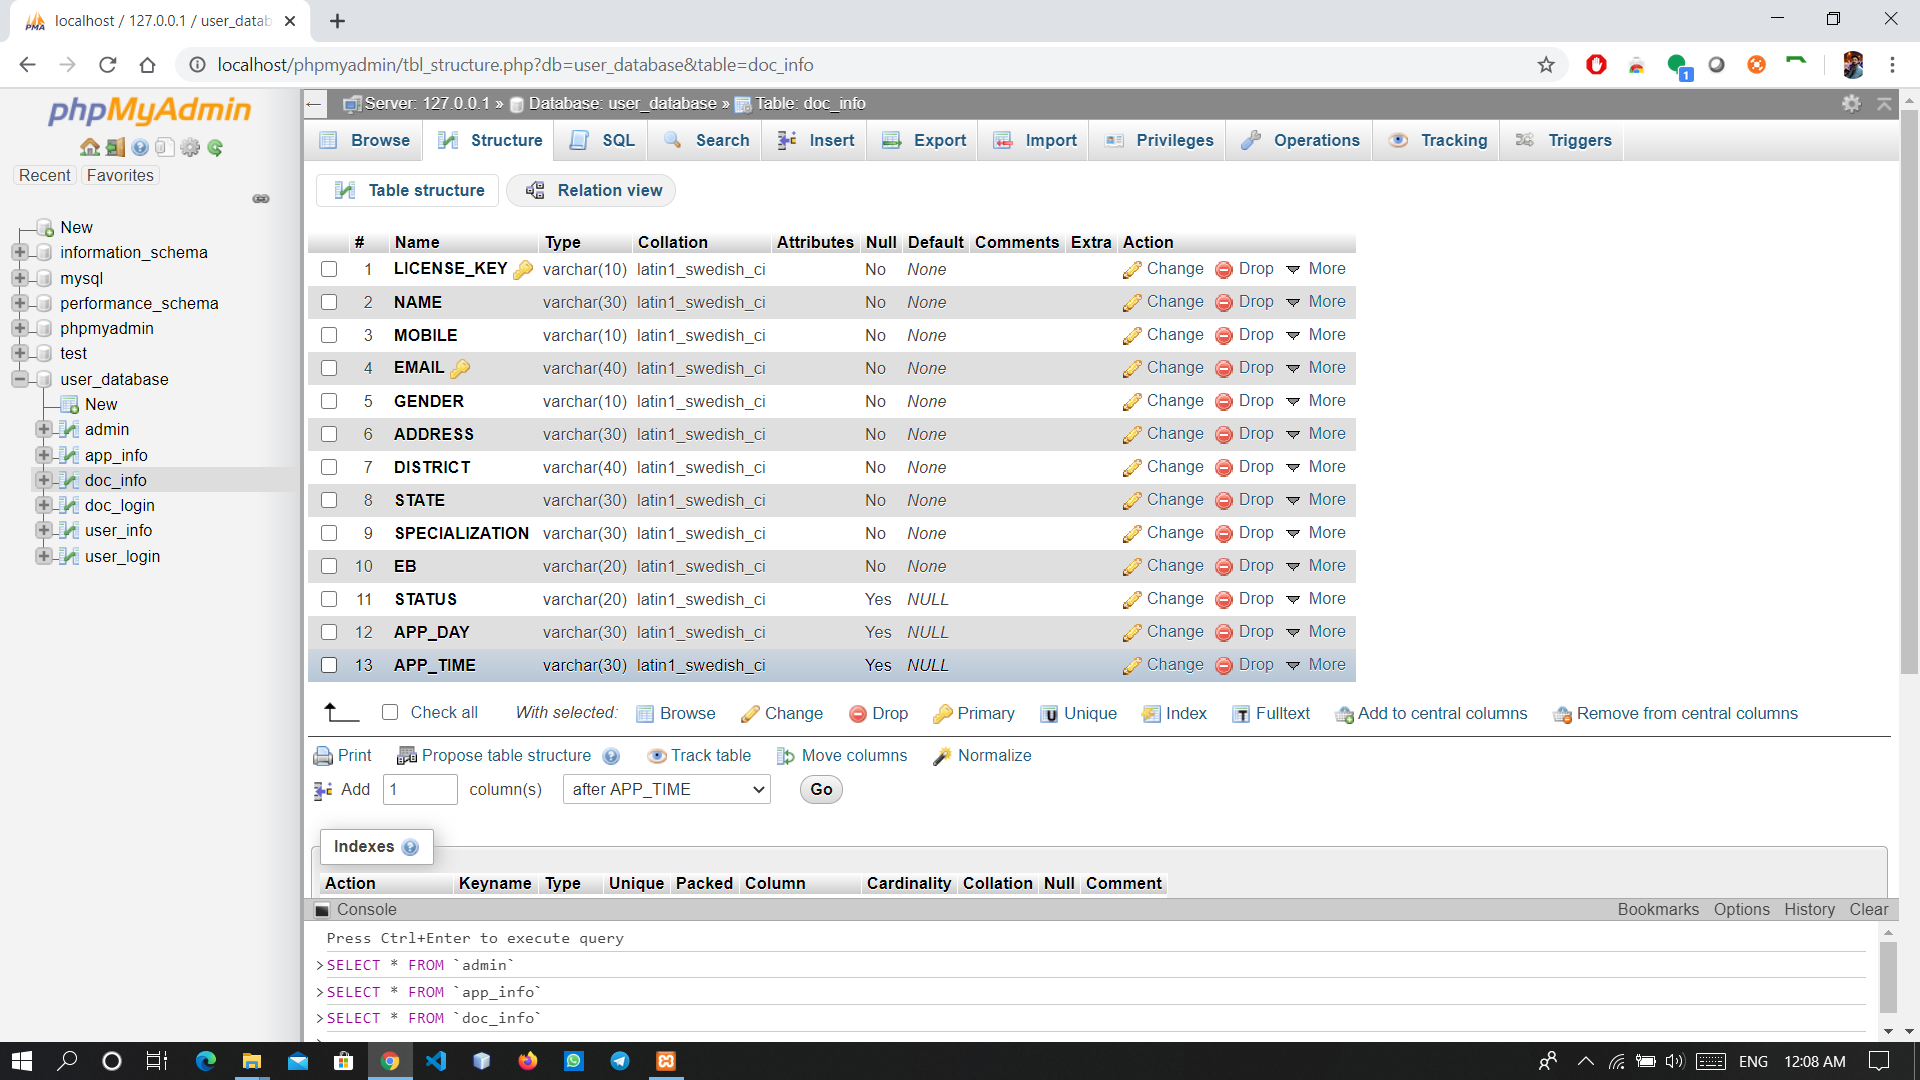 localhost / 127.0.0.1 / user_datab
localhost/phpmyadmin/tbl_structure.php?db=user_database&table=doc_info
1
phpMyAdmin
Recent Favorites
New
information_schema
mysql
performance_schema
phpmyadmin
test
user_database
New
admin
app_info
doc_info
doc_login
user_info
user_login
Server: 127.0.0.1 » Database: user_database » Table: doc_info
Browse Structure SQL Search Insert Export Import Privileges Operations Tracking Triggers
Table structure Relation view
# Name Type Collation Attributes Null Default Comments Extra Action
1 LICENSE_KEY varchar(10) latin1_swedish_ci No None Change Drop More
2 NAME varchar(30) latin1_swedish_ci No None Change Drop More
3 MOBILE varchar(10) latin1_swedish_ci No None Change Drop More
4 EMAIL varchar(40) latin1_swedish_ci No None Change Drop More
5 GENDER varchar(10) latin1_swedish_ci No None Change Drop More
6 ADDRESS varchar(30) latin1_swedish_ci No None Change Drop More
7 DISTRICT varchar(40) latin1_swedish_ci No None Change Drop More
8 STATE varchar(30) latin1_swedish_ci No None Change Drop More
9 SPECIALIZATION varchar(30) latin1_swedish_ci No None Change Drop More
10 EB varchar(20) latin1_swedish_ci No None Change Drop More
11 STATUS varchar(20) latin1_swedish_ci Yes NULL Change Drop More
12 APP_DAY varchar(30) latin1_swedish_ci Yes NULL Change Drop More
13 APP_TIME varchar(30) latin1_swedish_ci Yes NULL Change Drop More
Check all With selected: Browse Change Drop Primary Unique Index Fulltext Add to central columns Remove from central columns
Print Propose table structure Track table Move columns Normalize
Add 1 column(s) after APP_TIME Go
Indexes
Action Keyname Type Unique Packed Column Cardinality Collation Null Comment
Console Bookmarks Options History Clear
Press Ctrl+Enter to execute query
>SELECT * FROM `admin`
>SELECT * FROM `app_info`
>SELECT * FROM `doc_info`
ENG 12:08 AM